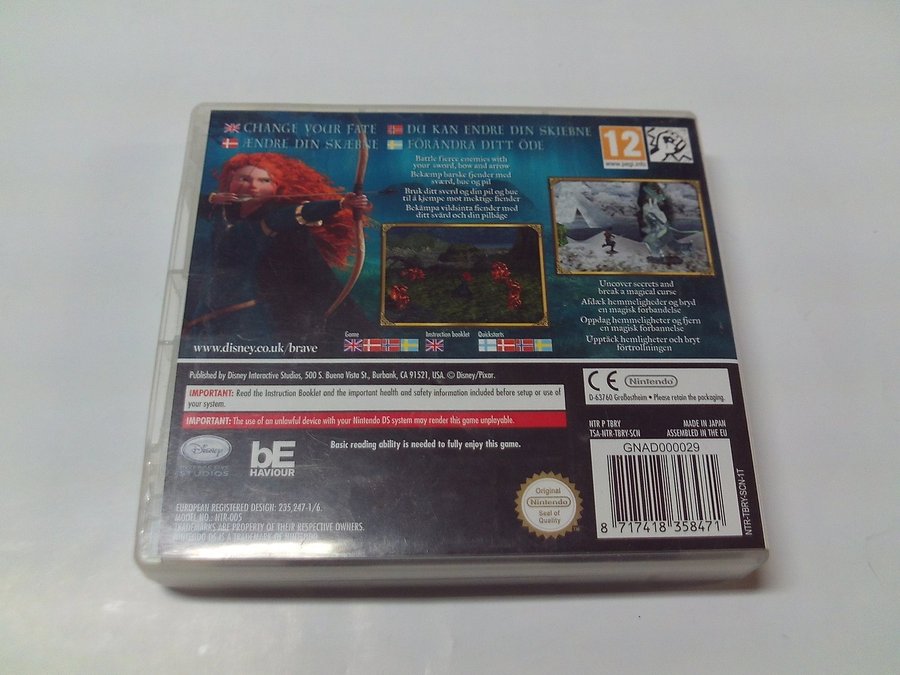 CHANGE YOUR FATE
DU KAN ENDRE DIN SKJEBNE
ÆNDRE DIN SKÆBNE
FÖRÄNDRA DITT ÖDE
12
www.pegi.info
Battle fierce enemies with
your sword, bow and arrow
Bekæmp barske fjender med
sværd, bue og pil
Bruk ditt sverd og din pil og bue
til å kjempe mot mektige fiender
Bekämpa vildsinta fiender med
ditt svärd och din pilbåge
Uncover secrets and
break a magical curse
Afdæk hemmeligheder og bryd
en magisk forbandelse
Oppdag hemmeligheter og fjern
en magisk forbannelse
Upptäck hemligheter och bryt
förtrollningen
Game
Instruction booklet
Quickstarts
www.disney.co.uk/brave
Published by Disney Interactive Studios, 500 S. Buena Vista St., Burbank, CA 91521, USA. © Disney/Pixar.
IMPORTANT: Read the Instruction Booklet and the important health and safety information included before setup or use of
your system.
IMPORTANT: The use of an unlawful device with your Nintendo DS system may render this game unplayable.
CE Nintendo
D-63760 Großostheim • Please retain the packaging.
NTR P TBRY
TSA-NTR-TBRY-SCN
MADE IN JAPAN
ASSEMBLED IN THE EU
Disney
INTERACTIVE
STUDIOS
bE
HAVIOUR
Basic reading ability is needed to fully enjoy this game.
Original
Nintendo
Seal of
Quality
TM
GNAD000029
8 717418 358471
NTR-TBRY-SCN-1T
EUROPEAN REGISTERED DESIGN: 235,247-1/6.
MODEL NO.: NTR-005
TRADEMARKS ARE PROPERTY OF THEIR RESPECTIVE OWNERS.
NINTENDO DS IS A TRADEMARK OF NINTENDO.